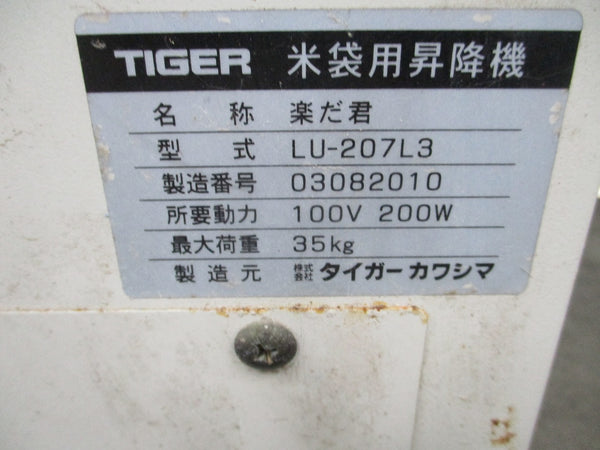 TIGER 米袋用昇降機
名称 楽だ君
型式 LU-207L3
製造番号 03082010
所要動力 100V 200W
最大荷重 35kg
製造元 株式会社 タイガーカワシマ